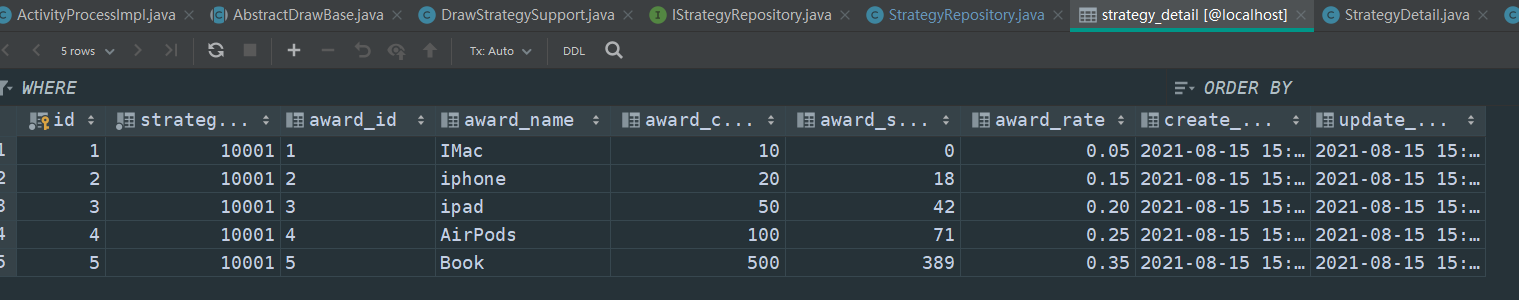 ActivityProcessImpl.java AbstractDrawBase.java DrawStrategySupport.java IStrategyRepository.java StrategyRepository.java strategy_detail [@localhost] StrategyDetail.java
5 rows Tx: Auto DDL
WHERE ORDER BY
id strateg... award_id award_name award_c... award_s... award_rate create_... update_...
1 1 10001 1 IMac 10 0 0.05 2021-08-15 15:... 2021-08-15 15:...
2 2 10001 2 iphone 20 18 0.15 2021-08-15 15:... 2021-08-15 15:...
3 3 10001 3 ipad 50 42 0.20 2021-08-15 15:... 2021-08-15 15:...
4 4 10001 4 AirPods 100 71 0.25 2021-08-15 15:... 2021-08-15 15:...
5 5 10001 5 Book 500 389 0.35 2021-08-15 15:... 2021-08-15 15:...